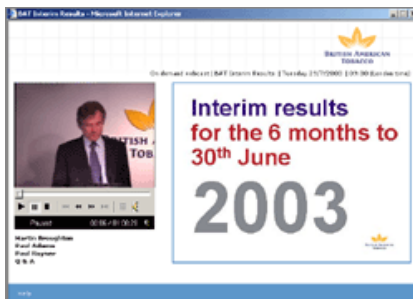 BAT Interim Results - Microsoft Internet Explorer
BRITISH AMERICAN
TOBACCO
On demand webcast | BAT Interim Results | Tuesday 29/7/2003 | 09:00 (London time)
Interim results
for the 6 months to
30th June
2003
Paused
Martin Broughton
Paul Adams
Paul Rayner
Q & A